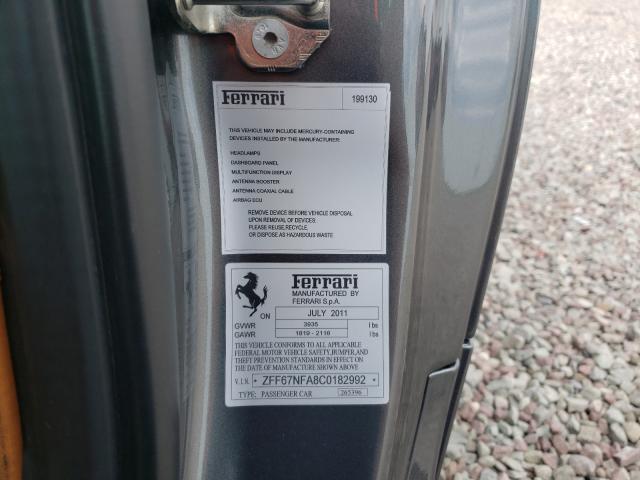 Ferrari 199130
THIS VEHICLE MAY INCLUDE MERCURY-CONTAINING
DEVICES INSTALLED BY THE MANUFACTURER:
HEADLAMPS
DASHBOARD PANEL
MULTIFUNCTION DISPLAY
ANTENNA BOOSTER
ANTENNA COAXIAL CABLE
AIRBAG ECU
REMOVE DEVICE BEFORE VEHICLE DISPOSAL
UPON REMOVAL OF DEVICES:
PLEASE REUSE,RECYCLE,
OR DISPOSE AS HAZARDOUS WASTE
Ferrari
MANUFACTURED BY
FERRARI S.p.A.
ON JULY 2011
GVWR 3935 lbs
GAWR 1819 - 2116 lbs
THIS VEHICLE CONFORMS TO ALL APPLICABLE
FEDERAL MOTOR VEHICLE SAFETY,BUMPER,AND
THEFT PREVENTION STANDARDS IN EFFECT ON
THE DATE OF MANUFACTURE SHOWN ABOVE
V.I.N. * ZFF67NFA8C0182992 *
TYPE: PASSENGER CAR 265396